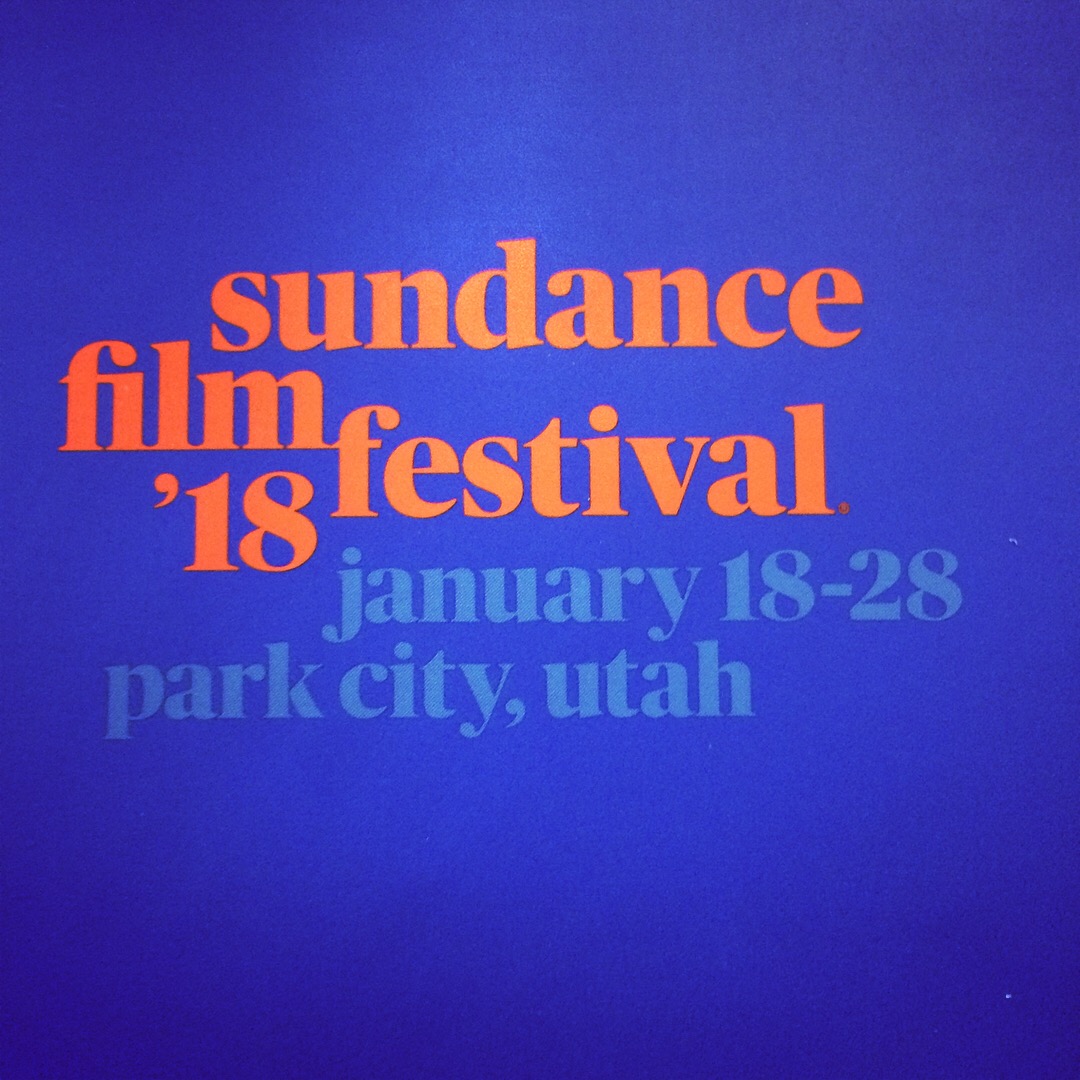 sundance
film
festival®
'18
january 18-28
park city, utah